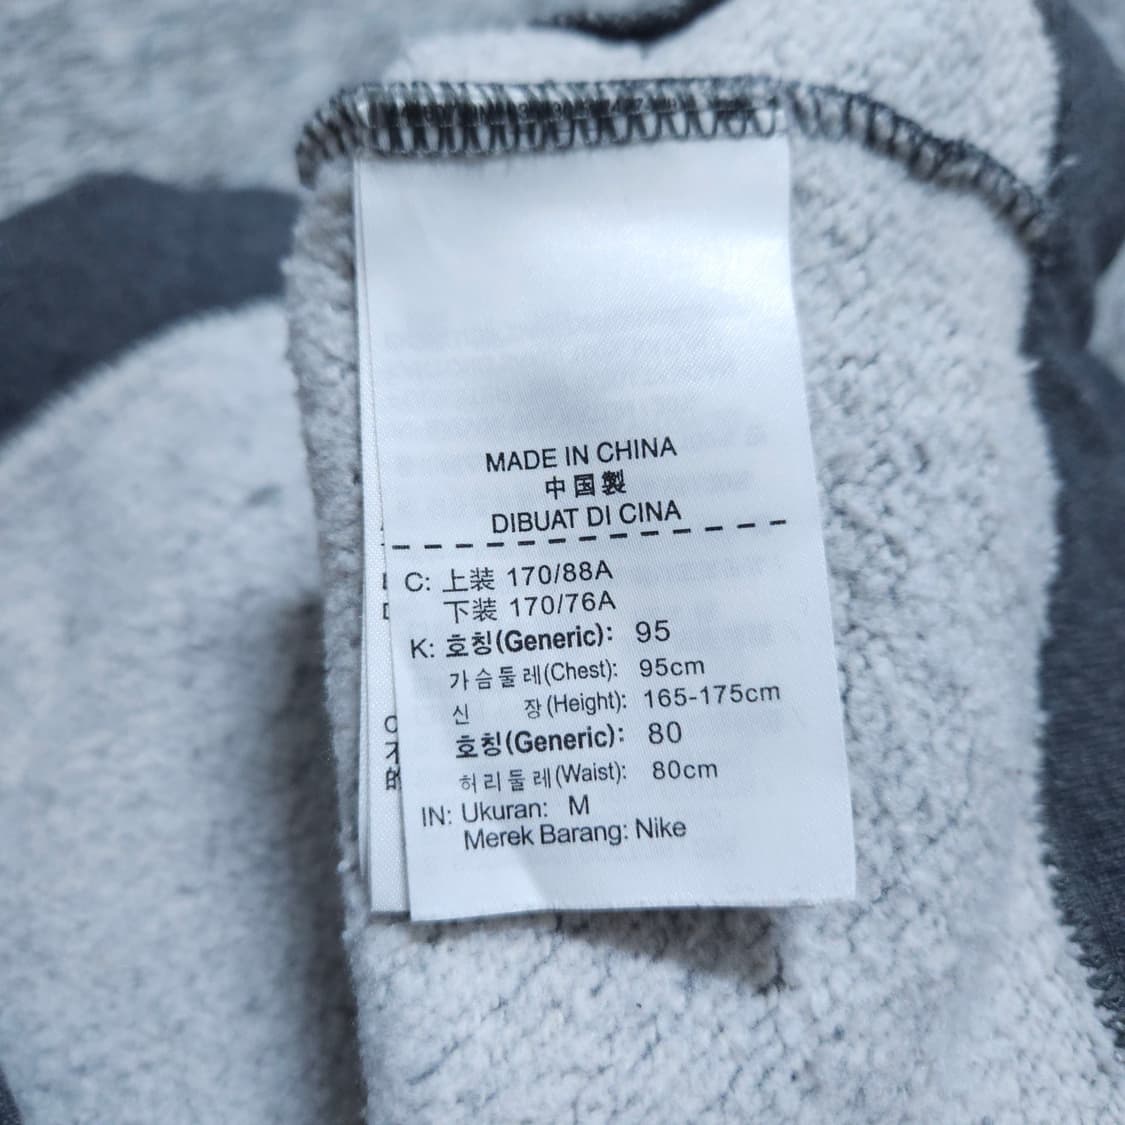 MADE IN CHINA
中国製
DIBUAT DI CINA
C: 上装 170/88A
下装 170/76A
K: 호칭(Generic): 95
가슴둘레(Chest): 95cm
신 장(Height): 165-175cm
호칭(Generic): 80
허리둘레(Waist): 80cm
IN: Ukuran: M
Merek Barang: Nike
不
的